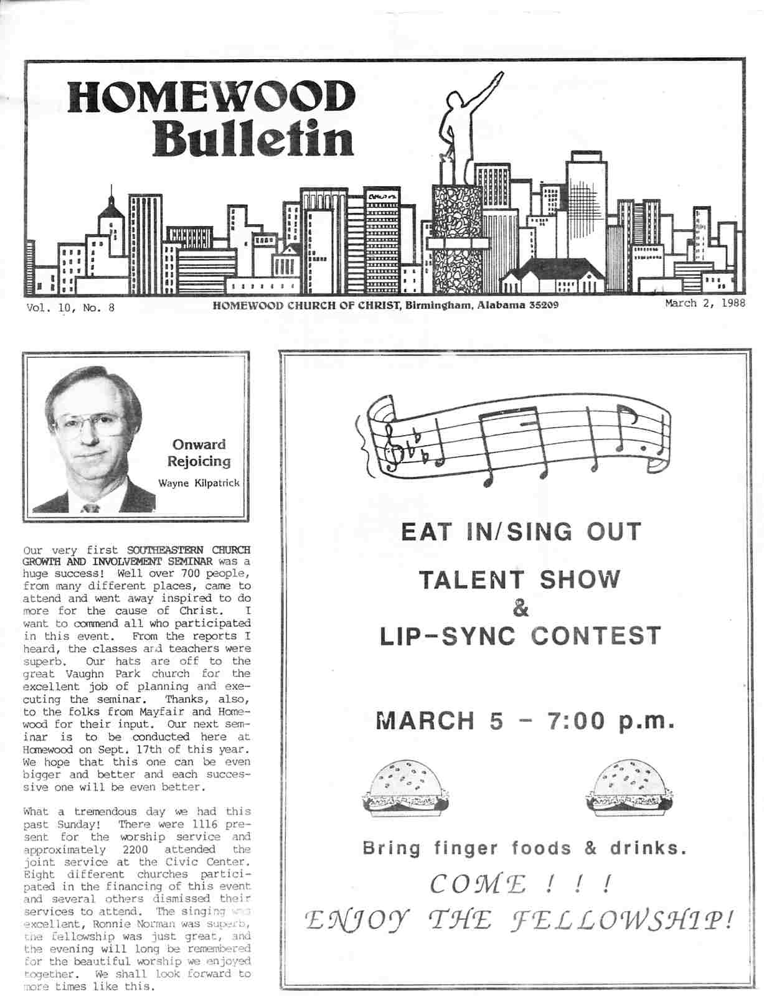 HOMEWOOD
Bulletin
Vol. 10, No. 8
HOMEWOOD CHURCH OF CHRIST, Birmingham, Alabama 35209
March 2, 1988
Onward
Rejoicing
Wayne Kilpatrick
Our very first SOUTHEASTERN CHURCH
GROWTH AND INVOLVEMENT SEMINAR was a
huge success! Well over 700 people,
from many different places, came to
attend and went away inspired to do
more for the cause of Christ. I
want to commend all who participated
in this event. From the reports I
heard, the classes and teachers were
superb. Our hats are off to the
great Vaughn Park church for the
excellent job of planning and exe-
cuting the seminar. Thanks, also,
to the folks from Mayfair and Home-
wood for their input. Our next sem-
inar is to be conducted here at
Homewood on Sept. 17th of this year.
We hope that this one can be even
bigger and better and each succes-
sive one will be even better.
What a tremendous day we had this
past Sunday! There were 1116 pre-
sent for the worship service and
approximately 2200 attended the
joint service at the Civic Center.
Eight different churches partici-
pated in the financing of this event
and several others dismissed their
services to attend. The singing was
excellent, Ronnie Norman was superb,
the fellowship was just great, and
the evening will long be remembered
for the beautiful worship we enjoyed
together. We shall look forward to
more times like this.
EAT IN/SING OUT
TALENT SHOW
&
LIP-SYNC CONTEST
MARCH 5 - 7:00 p.m.
Bring finger foods & drinks.
COME ! ! !
ENJOY THE FELLOWSHIP!